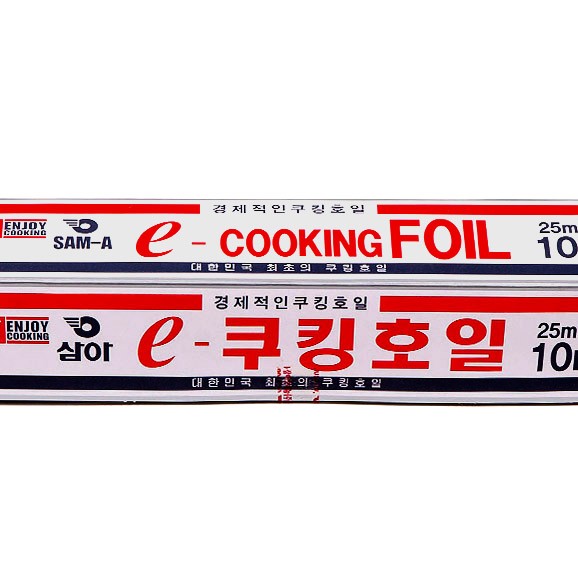 경제적인쿠킹호일
ENJOY
COOKING
SAM-A
e - COOKING FOIL
25m
10
대한민국 최초의 쿠킹호일
경제적인쿠킹호일
ENJOY
COOKING
삼아
e - 쿠킹호일
25m
10
대한민국 최초의 쿠킹호일